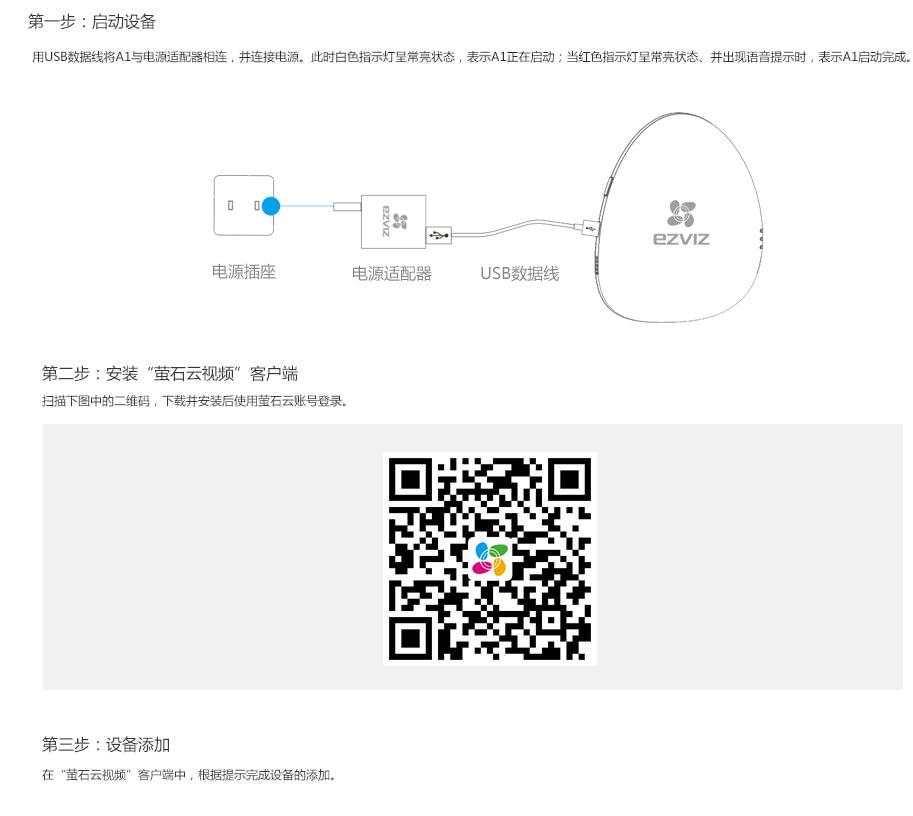 第一步：启动设备
用USB数据线将A1与电源适配器相连，并连接电源。此时白色指示灯呈常亮状态，表示A1正在启动；当红色指示灯呈常亮状态、并出现语音提示时，表示A1启动完成。
ezviz
ezviz
电源插座
电源适配器
USB数据线
第二步：安装“萤石云视频”客户端
扫描下图中的二维码，下载并安装后使用萤石云账号登录。
第三步：设备添加
在“萤石云视频”客户端中，根据提示完成设备的添加。